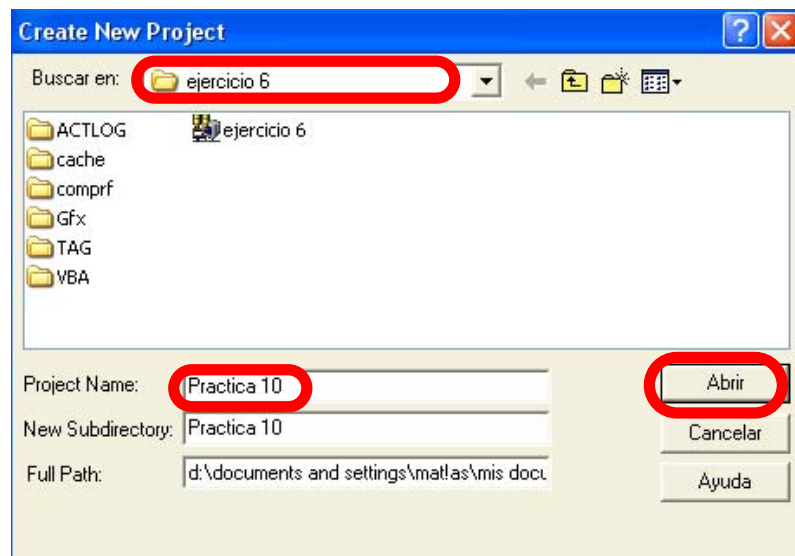 Create New Project
Buscar en: ejercicio 6
ACTLOG ejercicio 6
cache
comprf
Gfx
TAG
VBA
Project Name: Practica 10 Abrir
New Subdirectory: Practica 10 Cancelar
Full Path: d:\documents and settings\mat!as\mis docu Ayuda